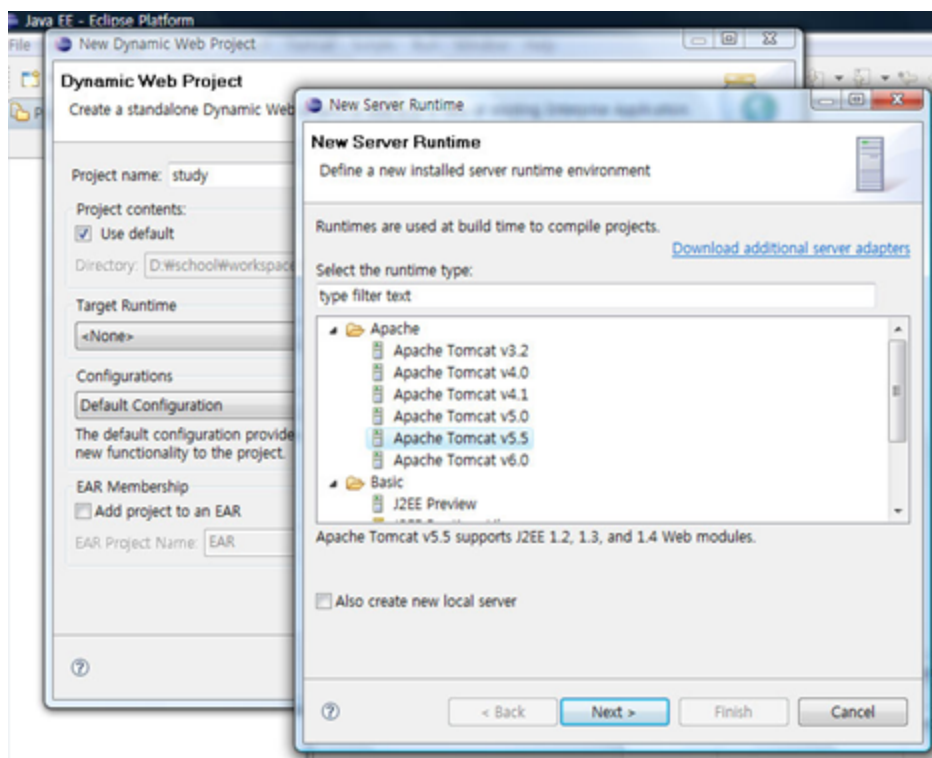 Java EE - Eclipse Platform
File
New Dynamic Web Project
Dynamic Web Project
Create a standalone Dynamic Web
Project name: study
Project contents:
Use default
Directory: D:₩school₩workspace
Target Runtime
<None>
Configurations
Default Configuration
The default configuration provide
new functionality to the project.
EAR Membership
Add project to an EAR
EAR Project Name: EAR
New Server Runtime
New Server Runtime
Define a new installed server runtime environment
Runtimes are used at build time to compile projects.
Download additional server adapters
Select the runtime type:
type filter text
Apache
Apache Tomcat v3.2
Apache Tomcat v4.0
Apache Tomcat v4.1
Apache Tomcat v5.0
Apache Tomcat v5.5
Apache Tomcat v6.0
Basic
J2EE Preview
Apache Tomcat v5.5 supports J2EE 1.2, 1.3, and 1.4 Web modules.
Also create new local server
< Back
Next >
Finish
Cancel